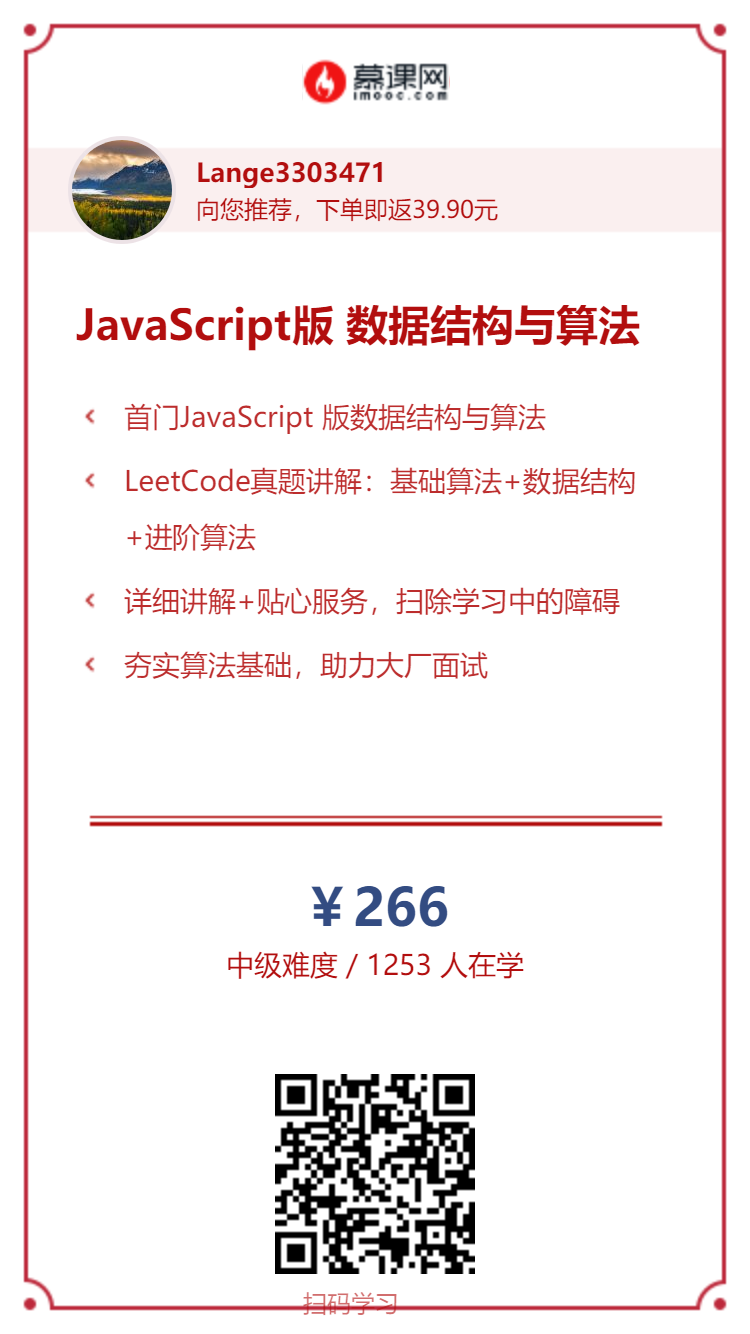 慕课网
imooc.com
Lange3303471
向您推荐，下单即返39.90元
JavaScript版 数据结构与算法
首门JavaScript 版数据结构与算法
LeetCode真题讲解：基础算法+数据结构
+进阶算法
详细讲解+贴心服务，扫除学习中的障碍
夯实算法基础，助力大厂面试
￥266
中级难度 / 1253 人在学
扫码学习